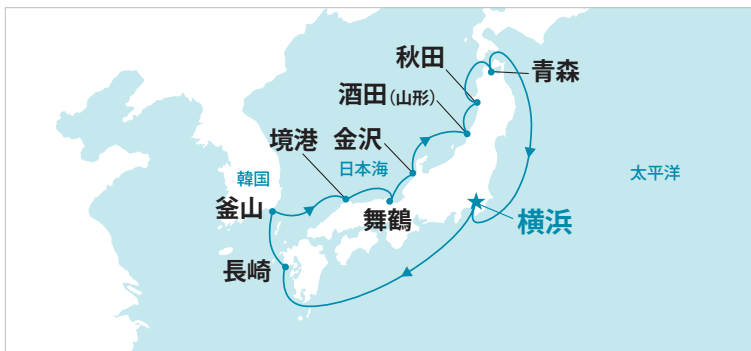 秋田
青森
酒田(山形)
境港
金沢
日本海
韓国
太平洋
釜山
舞鶴
横浜
長崎